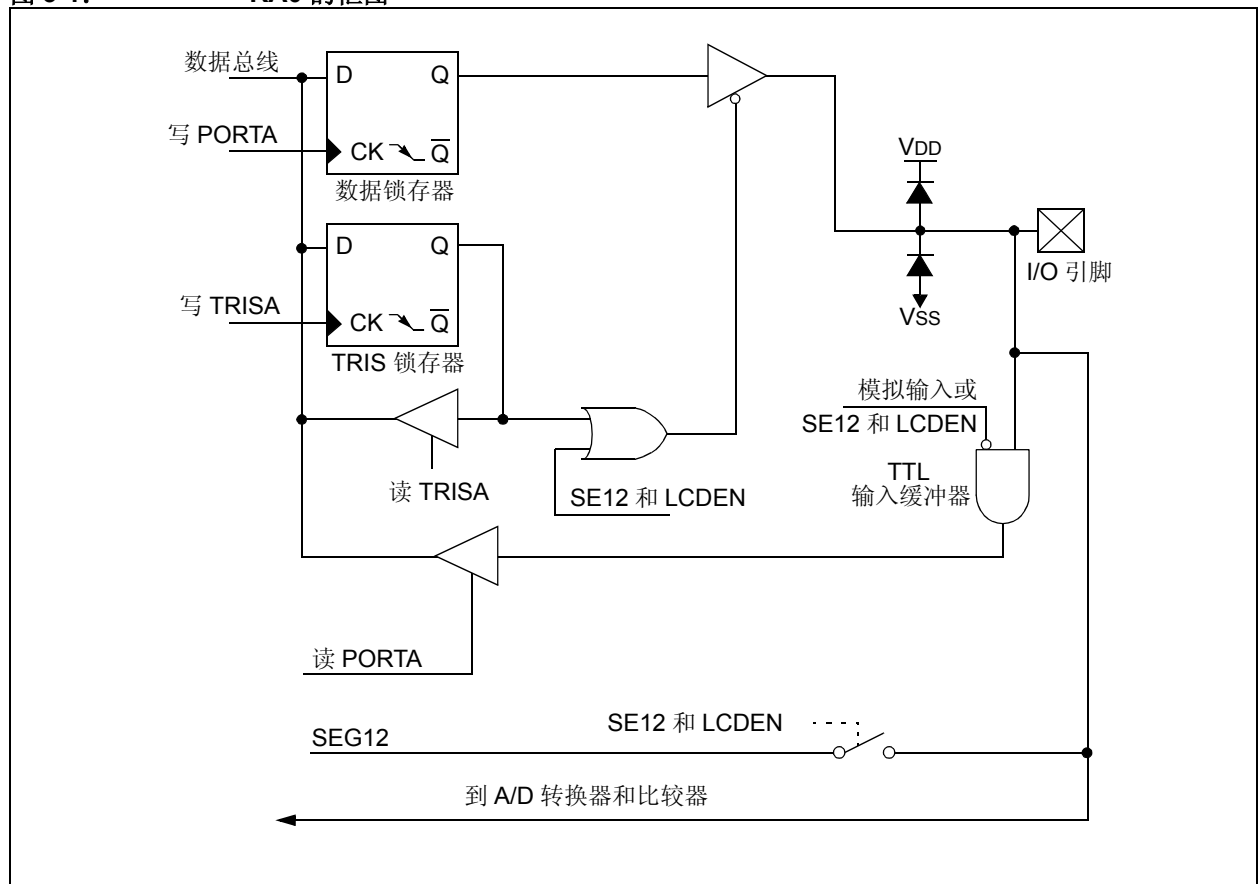 数据总线
D Q
写 PORTA
CK Q
数据锁存器
VDD
D Q
I/O 引脚
写 TRISA
CK Q
VSS
TRIS 锁存器
模拟输入或
SE12 和 LCDEN
TTL
输入缓冲器
读 TRISA
SE12 和 LCDEN
读 PORTA
SE12 和 LCDEN
SEG12
到 A/D 转换器和比较器